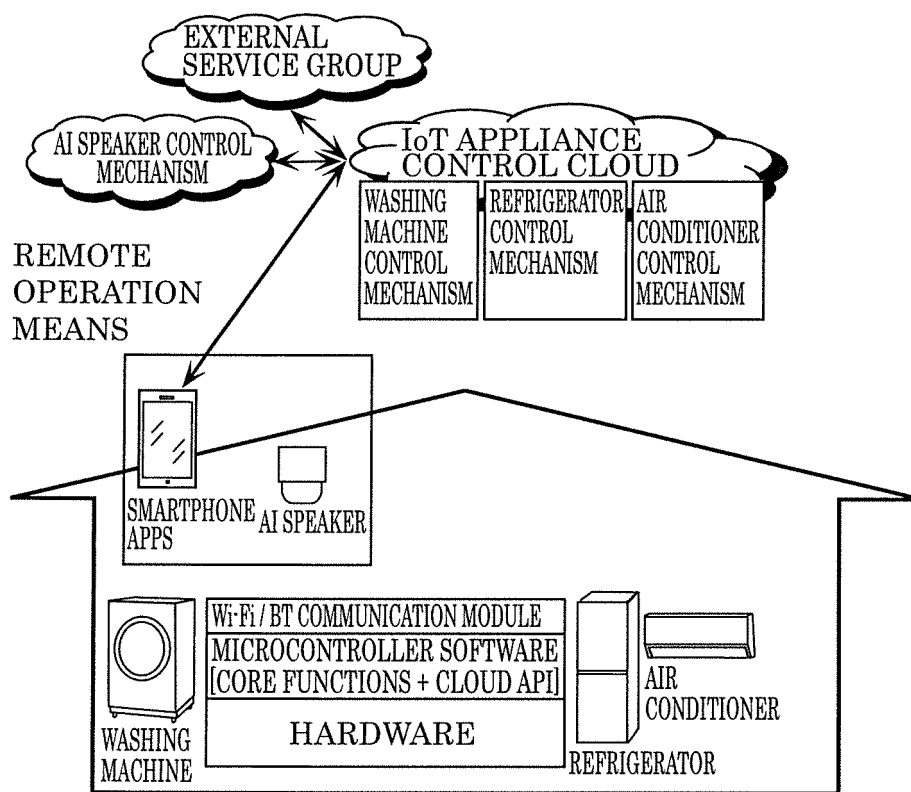 EXTERNAL
SERVICE GROUP
AI SPEAKER CONTROL
MECHANISM
IoT APPLIANCE
CONTROL CLOUD
WASHING
MACHINE
CONTROL
MECHANISM
REFRIGERATOR
CONTROL
MECHANISM
AIR
CONDITIONER
CONTROL
MECHANISM
REMOTE
OPERATION
MEANS
SMARTPHONE
APPS
AI SPEAKER
Wi-Fi / BT COMMUNICATION MODULE
MICROCONTROLLER SOFTWARE
[CORE FUNCTIONS + CLOUD API]
HARDWARE
WASHING
MACHINE
REFRIGERATOR
AIR
CONDITIONER